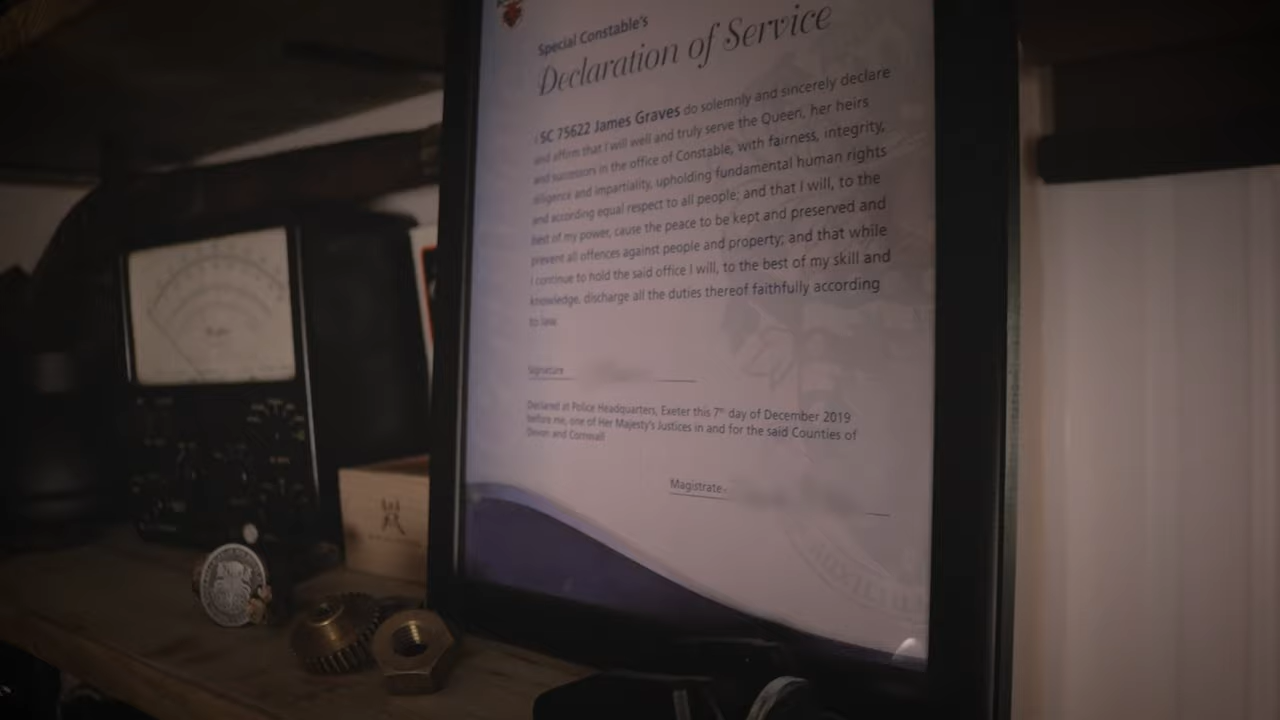 Special Constable's
Declaration of Service
I SC 75622 James Graves do solemnly and sincerely declare
and affirm that I will well and truly serve the Queen, her heirs
and successors in the office of Constable, with fairness, integrity,
diligence and impartiality, upholding fundamental human rights
and according equal respect to all people; and that I will, to the
best of my power, cause the peace to be kept and preserved and
prevent all offences against people and property; and that while
I continue to hold the said office I will, to the best of my skill and
knowledge, discharge all the duties thereof faithfully according
to law.
Signature
Declared at Police Headquarters, Exeter this 7th day of December 2019
before me, one of Her Majesty's Justices in and for the said Counties of
Devon and Cornwall
Magistrate